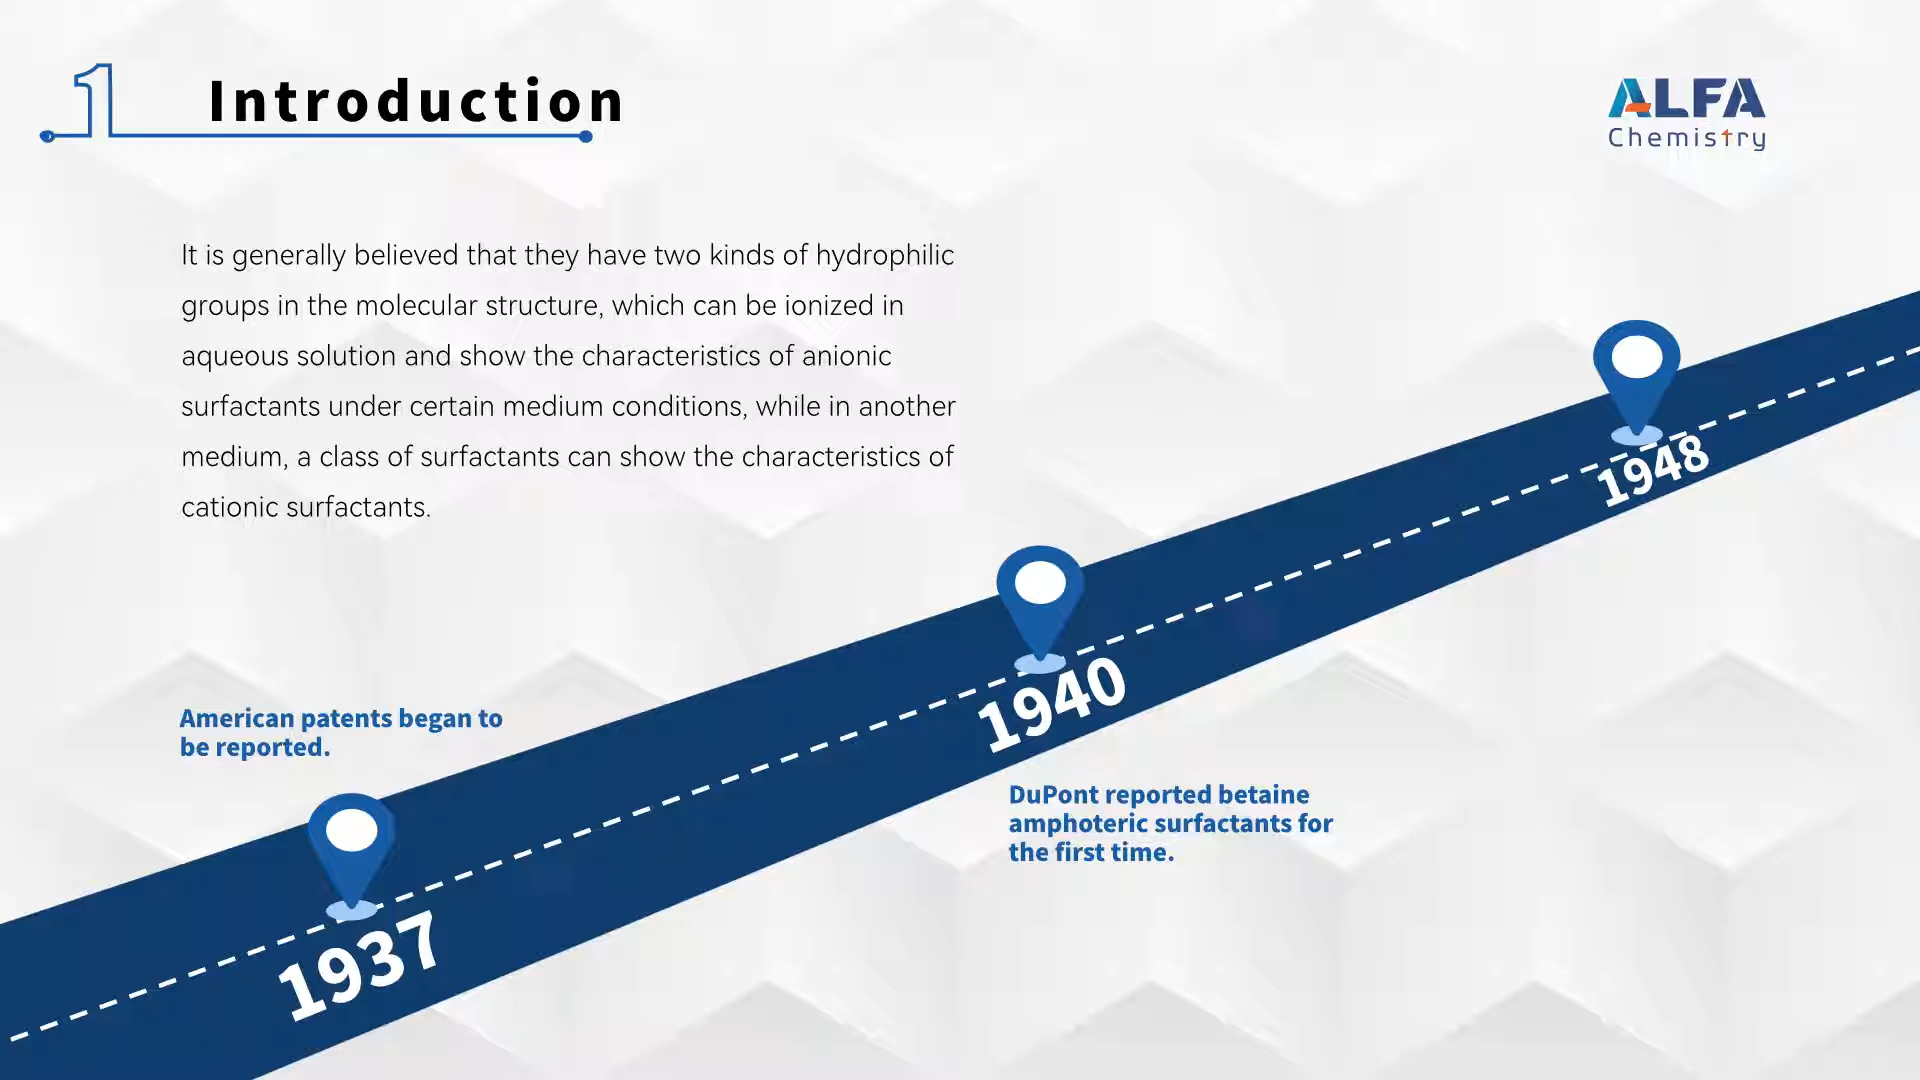 1 Introduction
ALFA
Chemistry
It is generally believed that they have two kinds of hydrophilic
groups in the molecular structure, which can be ionized in
aqueous solution and show the characteristics of anionic
surfactants under certain medium conditions, while in another
medium, a class of surfactants can show the characteristics of
cationic surfactants.
1948
1940
American patents began to
be reported.
DuPont reported betaine
amphoteric surfactants for
the first time.
1937